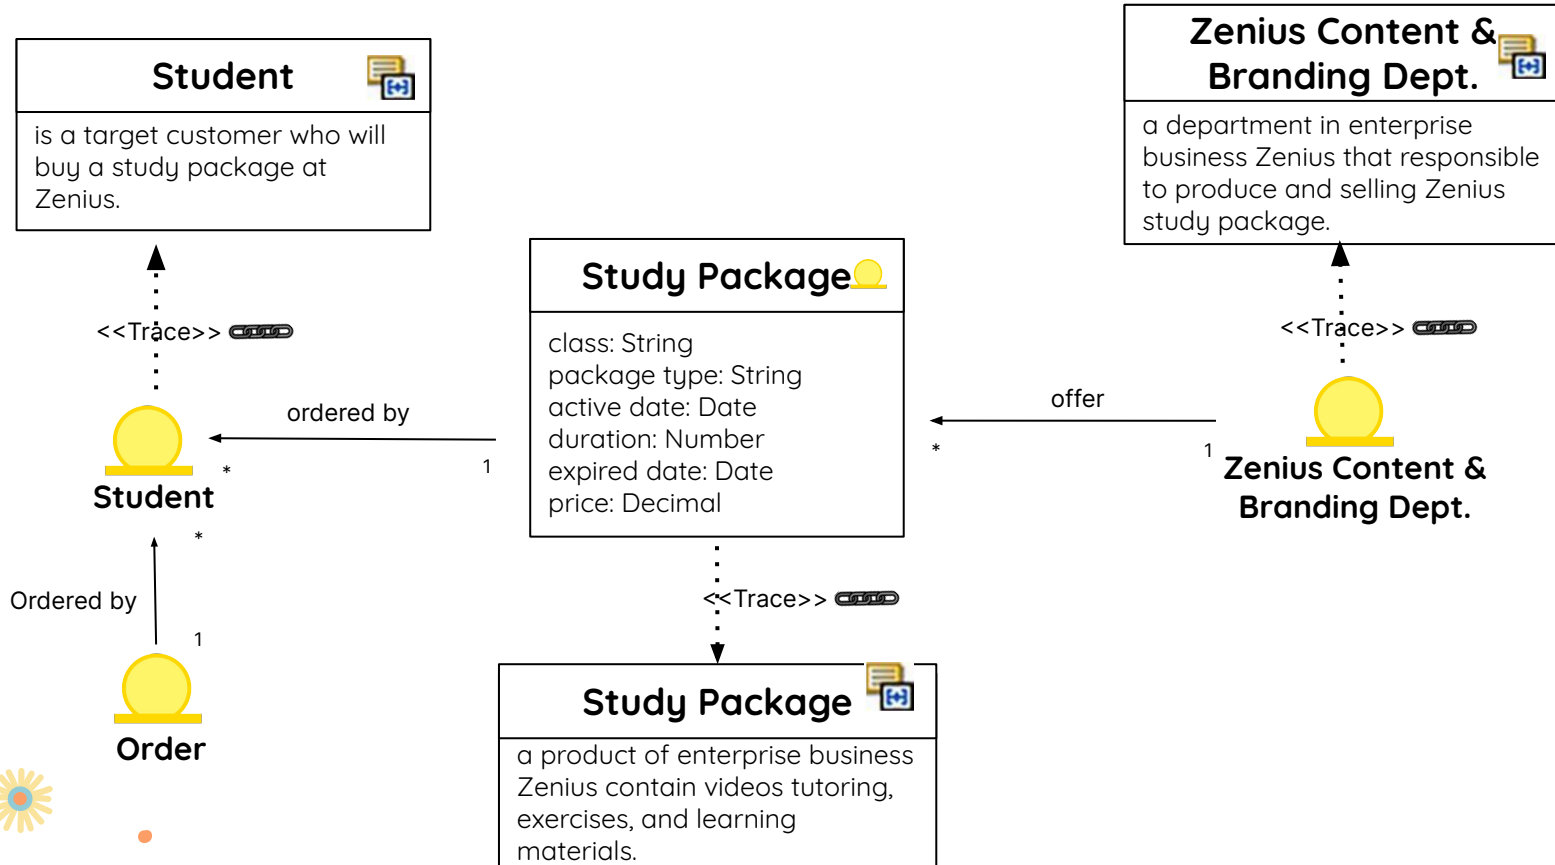 Student
is a target customer who will
buy a study package at
Zenius.
Zenius Content &
Branding Dept.
a department in enterprise
business Zenius that responsible
to produce and selling Zenius
study package.
<<Trace>>
Study Package
class: String
package type: String
active date: Date
duration: Number
expired date: Date
price: Decimal
<<Trace>>
ordered by
*
1
offer
*
1
Student
Zenius Content &
Branding Dept.
*
Ordered by
1
Order
<<Trace>>
Study Package
a product of enterprise business
Zenius contain videos tutoring,
exercises, and learning
materials.